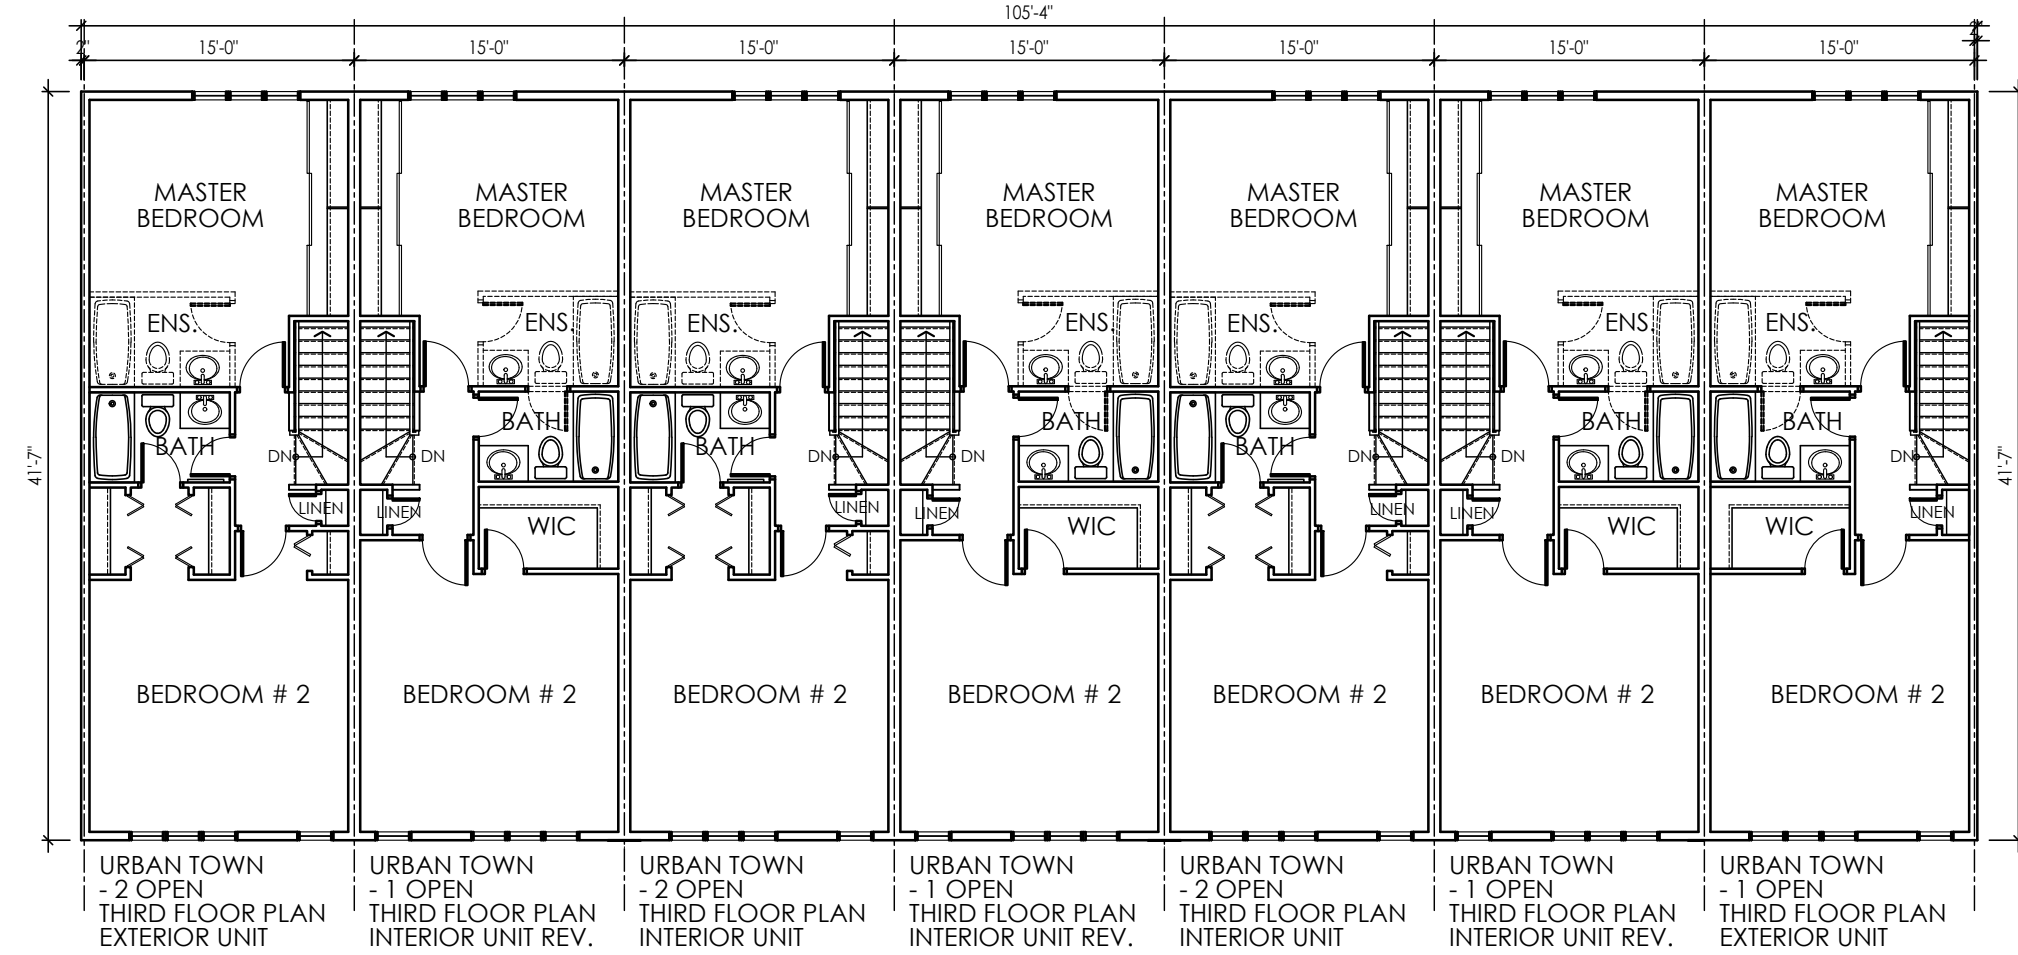 105'-4"
2" 15'-0" 15'-0" 15'-0" 15'-0" 15'-0" 15'-0" 15'-0" 2"
MASTER MASTER MASTER MASTER MASTER MASTER MASTER
BEDROOM BEDROOM BEDROOM BEDROOM BEDROOM BEDROOM BEDROOM
ENS. ENS. ENS. ENS. ENS. ENS. ENS.
BATH BATH BATH BATH BATH BATH BATH
41'-7" DN DN DN DN DN DN DN 41'-7"
LINEN LINEN LINEN LINEN LINEN LINEN LINEN
WIC WIC WIC WIC
BEDROOM # 2 BEDROOM # 2 BEDROOM # 2 BEDROOM # 2 BEDROOM # 2 BEDROOM # 2 BEDROOM # 2
URBAN TOWN
- 2 OPEN
THIRD FLOOR PLAN
EXTERIOR UNIT
URBAN TOWN
- 1 OPEN
THIRD FLOOR PLAN
INTERIOR UNIT REV.
URBAN TOWN
- 2 OPEN
THIRD FLOOR PLAN
INTERIOR UNIT
URBAN TOWN
- 1 OPEN
THIRD FLOOR PLAN
INTERIOR UNIT REV.
URBAN TOWN
- 2 OPEN
THIRD FLOOR PLAN
INTERIOR UNIT
URBAN TOWN
- 1 OPEN
THIRD FLOOR PLAN
INTERIOR UNIT REV.
URBAN TOWN
- 1 OPEN
THIRD FLOOR PLAN
EXTERIOR UNIT